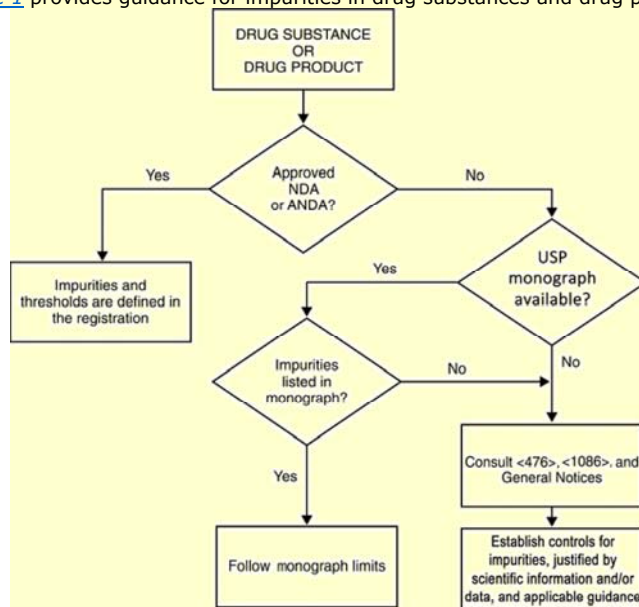 e 1 provides guidance for impurities in drug substances and drug p
DRUG SUBSTANCE
OR
DRUG PRODUCT
Approved
NDA
or ANDA?
Yes
No
Impurities and
thresholds are defined in
the registration
USP
monograph
available?
Yes
No
Impurities
listed in
monograph?
No
Yes
Consult <476>, <1086>, and
General Notices
Follow monograph limits
Establish controls for
impurities, justified by
scientific information and/or
data, and applicable guidance